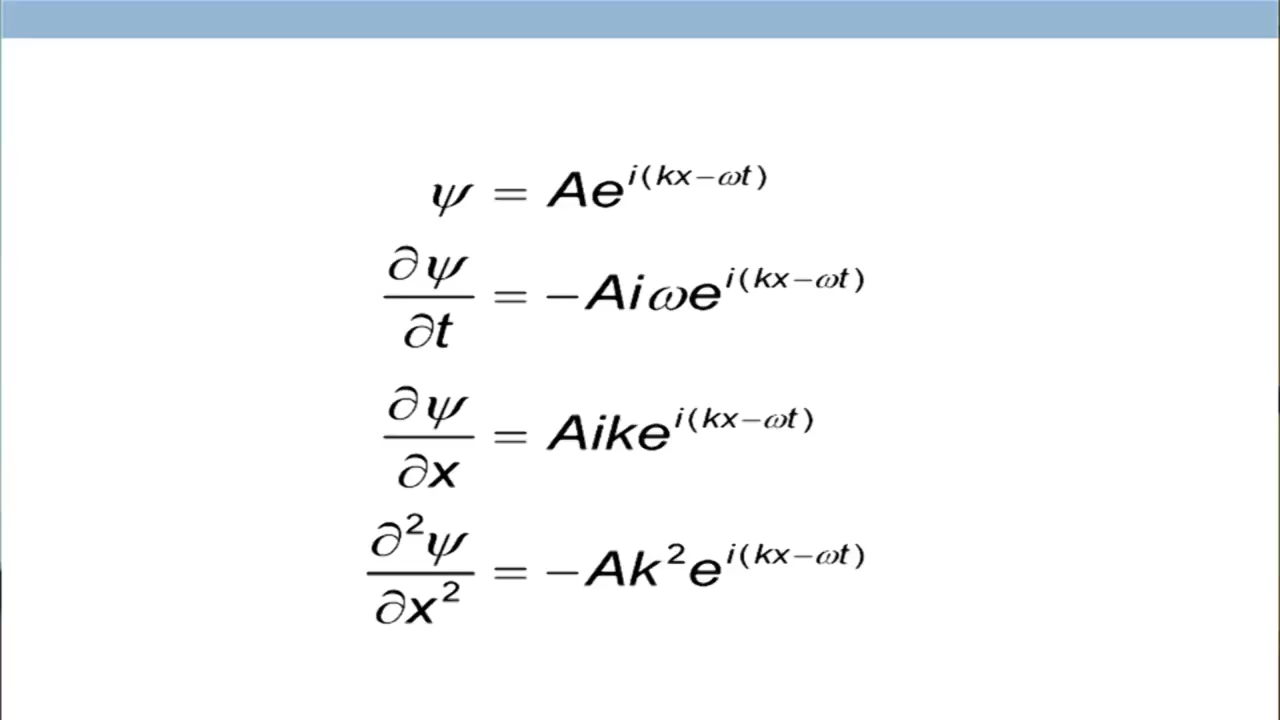 ψ = Ae^{i(kx−ωt)}
∂ψ/∂t = −Aiωe^{i(kx−ωt)}
∂ψ/∂x = Aike^{i(kx−ωt)}
∂²ψ/∂x² = −Ak²e^{i(kx−ωt)}